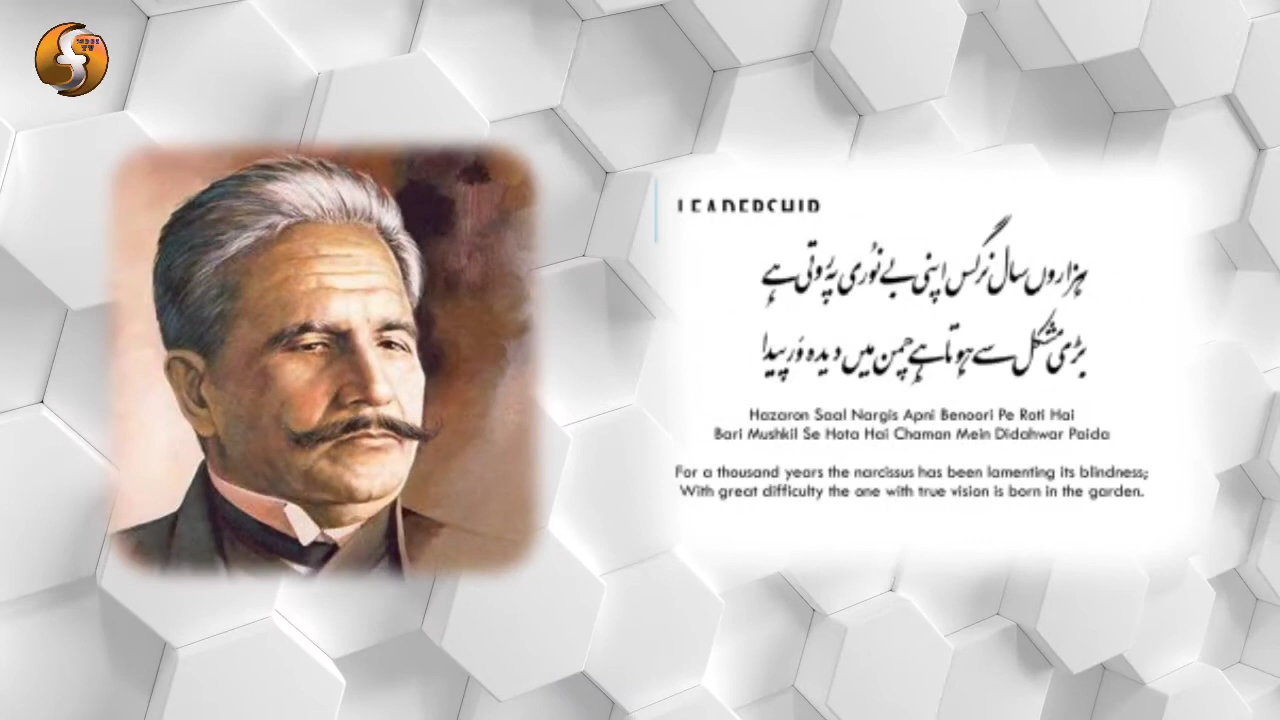 LEADERSHIP
ہزاروں سال نرگس اپنی بے نُوری پہ روتی ہے
بڑی مشکل سے ہوتا ہے چمن میں دیدہ وَر پیدا
Hazaron Saal Nargis Apni Benoori Pe Roti Hai
Bari Mushkil Se Hota Hai Chaman Mein Didahwar Paida
For a thousand years the narcissus has been lamenting its blindness;
With great difficulty the one with true vision is born in the garden.